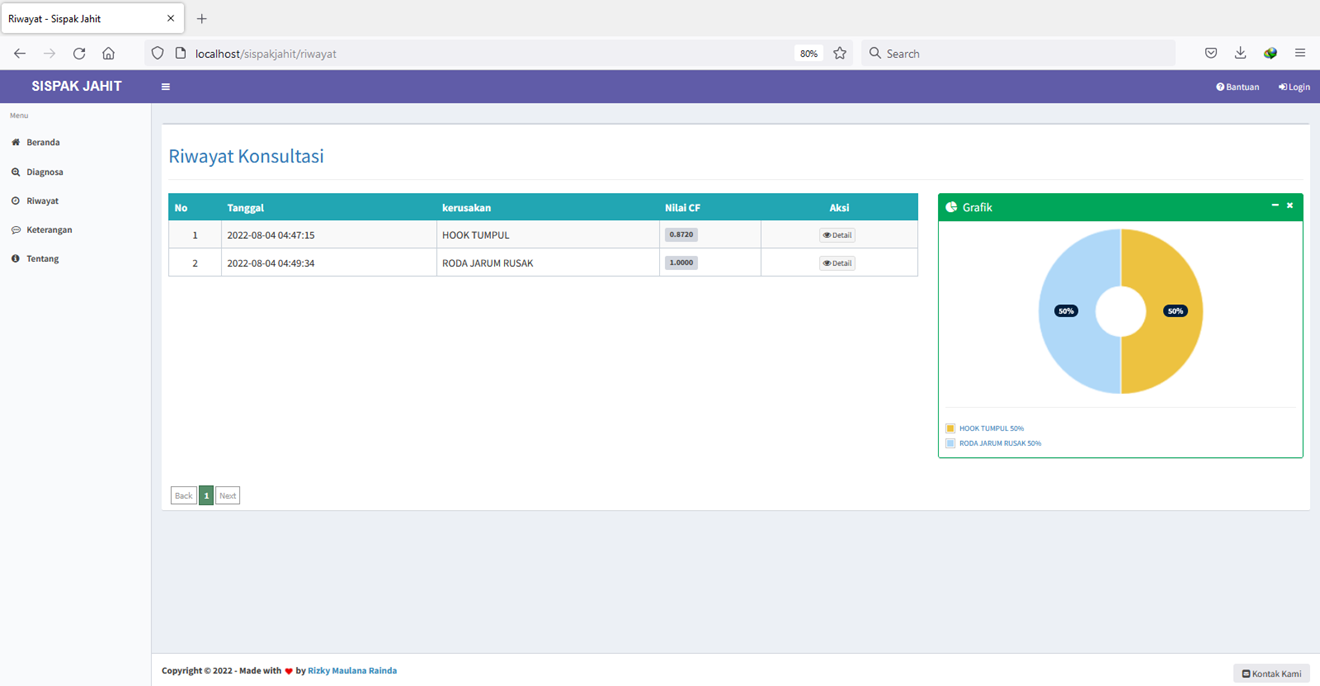 Riwayat - Sispak Jahit
localhost/sispakjahit/riwayat
80%
Search
SISPAK JAHIT
Bantuan
Login
Menu
Beranda
Diagnosa
Riwayat
Keterangan
Tentang
Riwayat Konsultasi
No Tanggal kerusakan Nilai CF Aksi
1 2022-08-04 04:47:15 HOOK TUMPUL 0.8720 Detail
2 2022-08-04 04:49:34 RODA JARUM RUSAK 1.0000 Detail
Grafik
50% 50%
HOOK TUMPUL 50%
RODA JARUM RUSAK 50%
Back 1 Next
Copyright © 2022 - Made with ❤ by Rizky Maulana Rainda
Kontak Kami